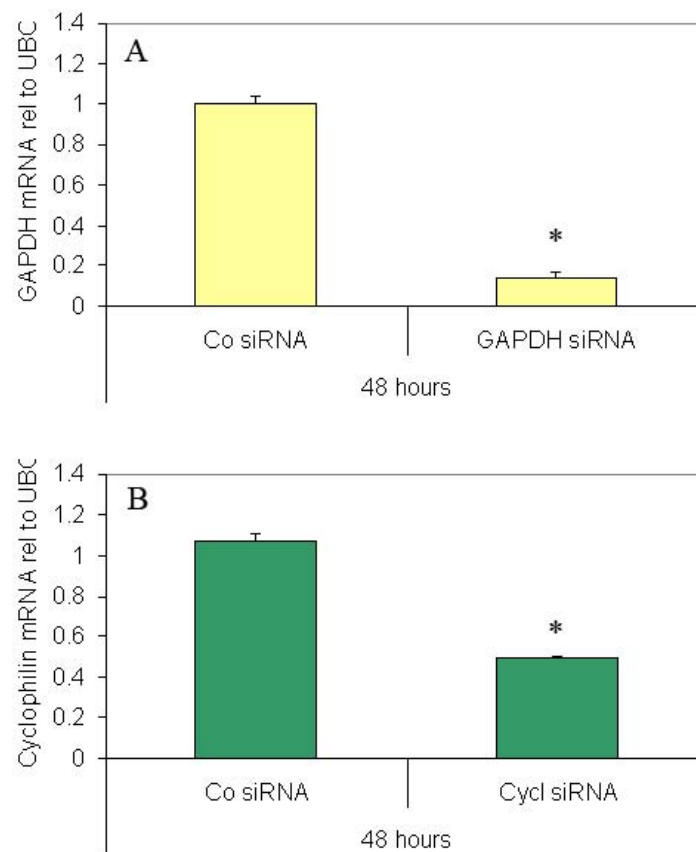 A
GAPDH mRNA rel to UBC
1.4
1.2
1
0.8
0.6
0.4
0.2
0
*
Co siRNA
GAPDH siRNA
48 hours
B
Cyclophilin mRNA rel to UBC
1.4
1.2
1
0.8
0.6
0.4
0.2
0
*
Co siRNA
Cycl siRNA
48 hours